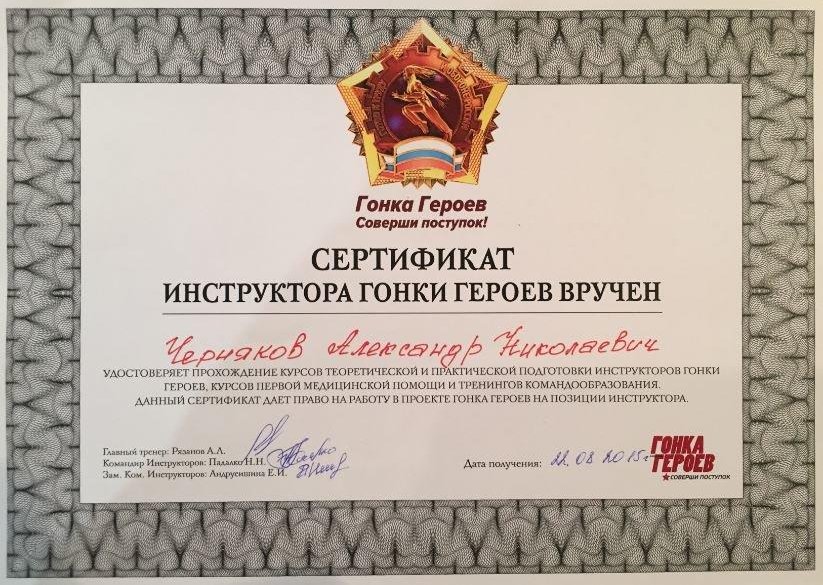 Гонка Героев
Соверши поступок!
СЕРТИФИКАТ
ИНСТРУКТОРА ГОНКИ ГЕРОЕВ ВРУЧЕН
Черняков Александр Николаевич
УДОСТОВЕРЯЕТ ПРОХОЖДЕНИЕ КУРСОВ ТЕОРЕТИЧЕСКОЙ И ПРАКТИЧЕСКОЙ ПОДГОТОВКИ ИНСТРУКТОРОВ ГОНКИ
ГЕРОЕВ, КУРСОВ ПЕРВОЙ МЕДИЦИНСКОЙ ПОМОЩИ И ТРЕНИНГОВ КОМАНДООБРАЗОВАНИЯ.
ДАННЫЙ СЕРТИФИКАТ ДАЕТ ПРАВО НА РАБОТУ В ПРОЕКТЕ ГОНКА ГЕРОЕВ НА ПОЗИЦИИ ИНСТРУКТОРА.
Главный тренер: Рязанов А.Л.
Командир Инструкторов: Падалко Н.Н.
Зам. Ком. Инструкторов: Андрусишина Е.И.
Дата получения: 22.08.2015г
ГОНКА
ГЕРОЕВ
СОВЕРШИ ПОСТУПОК